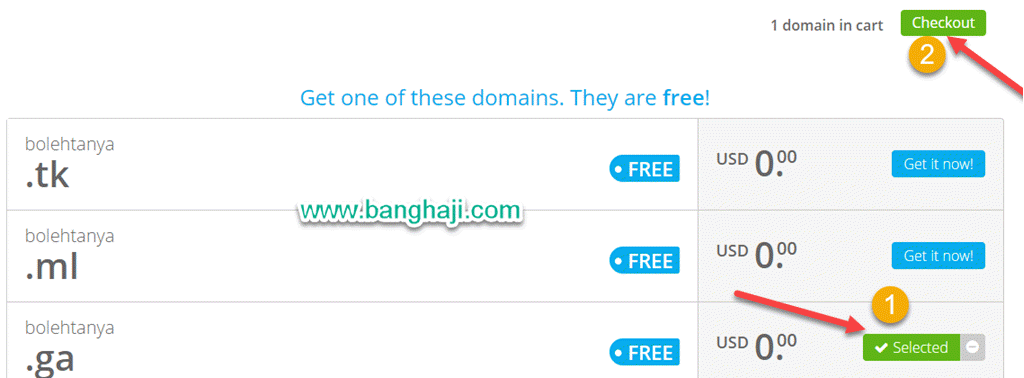 1 domain in cart Checkout
2
Get one of these domains. They are free!
bolehtanya
.tk
FREE
USD 0.00
Get it now!
www.banghaji.com
bolehtanya
.ml
FREE
USD 0.00
Get it now!
1
bolehtanya
.ga
FREE
USD 0.00
Selected